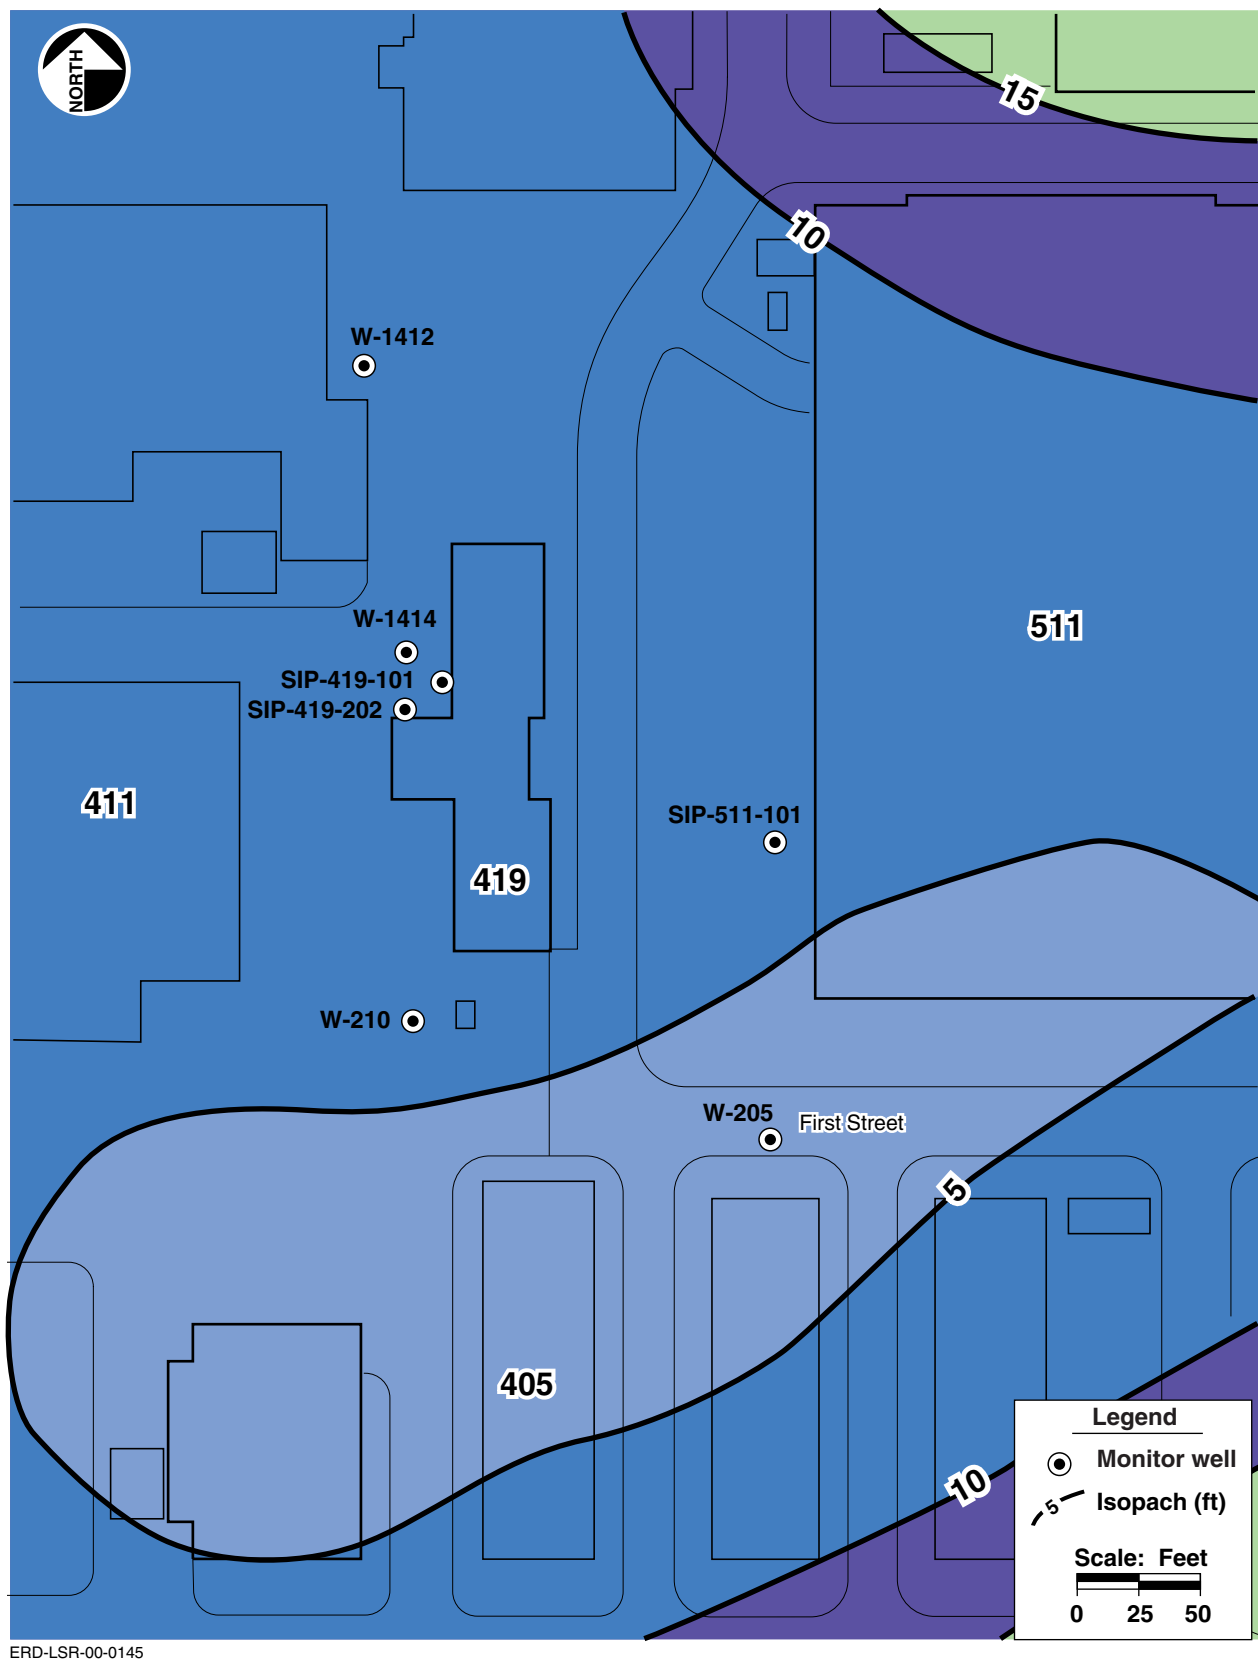 NORTH
15
10
W-1412
W-1414
511
SIP-419-101
SIP-419-202
411
SIP-511-101
419
W-210
W-205
First Street
5
405
10
Legend
Monitor well
5
Isopach (ft)
Scale: Feet
0 25 50
ERD-LSR-00-0145